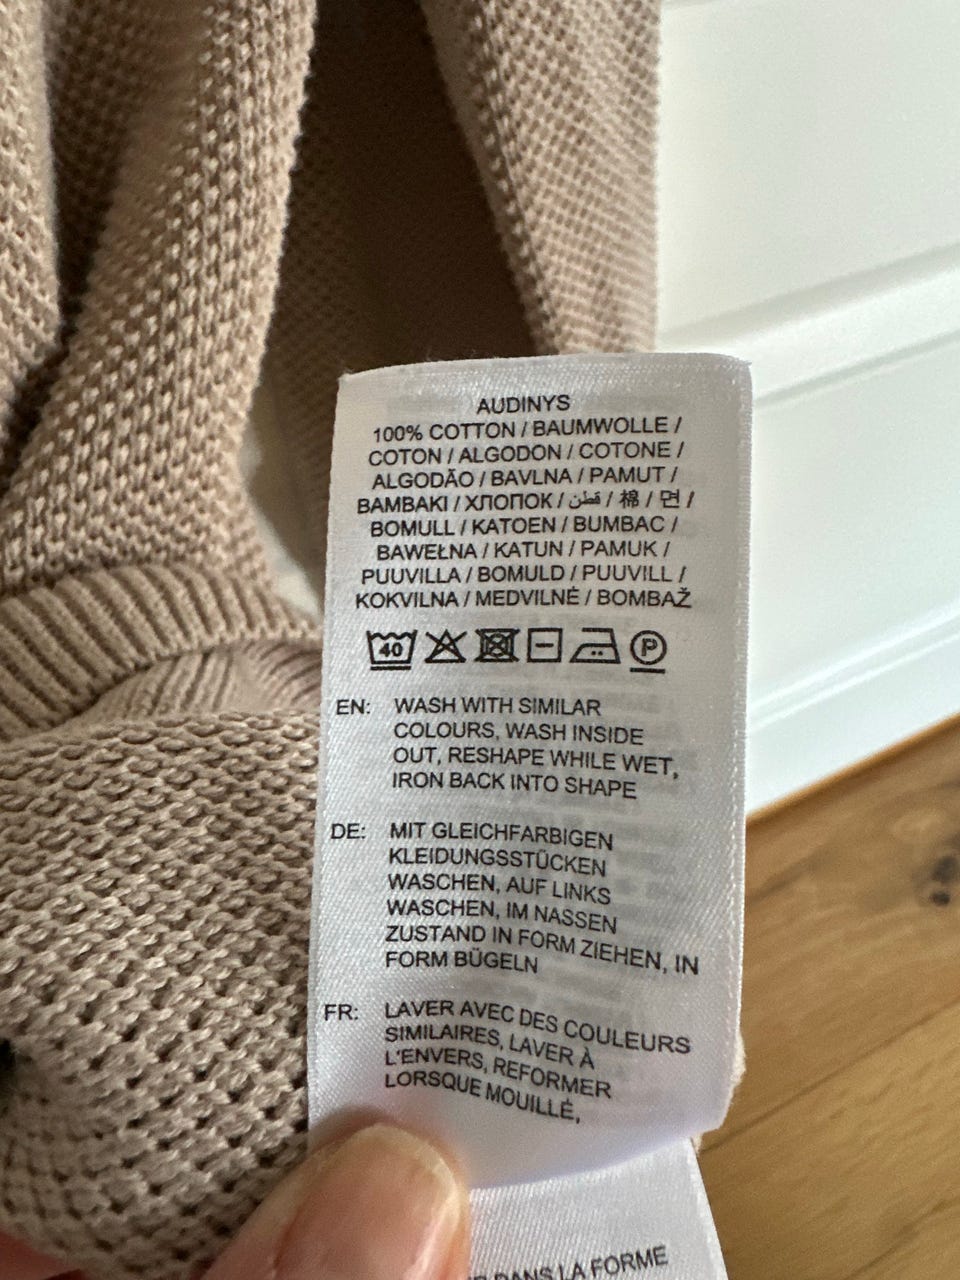 AUDINYS
100% COTTON / BAUMWOLLE /
COTON / ALGODON / COTONE /
ALGODÃO / BAVLNA / PAMUT /
BAMBAKI / ХЛОПОК / قطن / 棉 / 면 /
BOMULL / KATOEN / BUMBAC /
BAWEŁNA / KATUN / PAMUK /
PUUVILLA / BOMULD / PUUVILL /
KOKVILNA / MEDVILNĖ / BOMBAŽ
40 P
EN: WASH WITH SIMILAR
COLOURS, WASH INSIDE
OUT, RESHAPE WHILE WET,
IRON BACK INTO SHAPE
DE: MIT GLEICHFARBIGEN
KLEIDUNGSSTÜCKEN
WASCHEN, AUF LINKS
WASCHEN, IM NASSEN
ZUSTAND IN FORM ZIEHEN, IN
FORM BÜGELN
FR: LAVER AVEC DES COULEURS
SIMILAIRES, LAVER À
L'ENVERS, REFORMER
LORSQUE MOUILLÉ,
DANS LA FORME